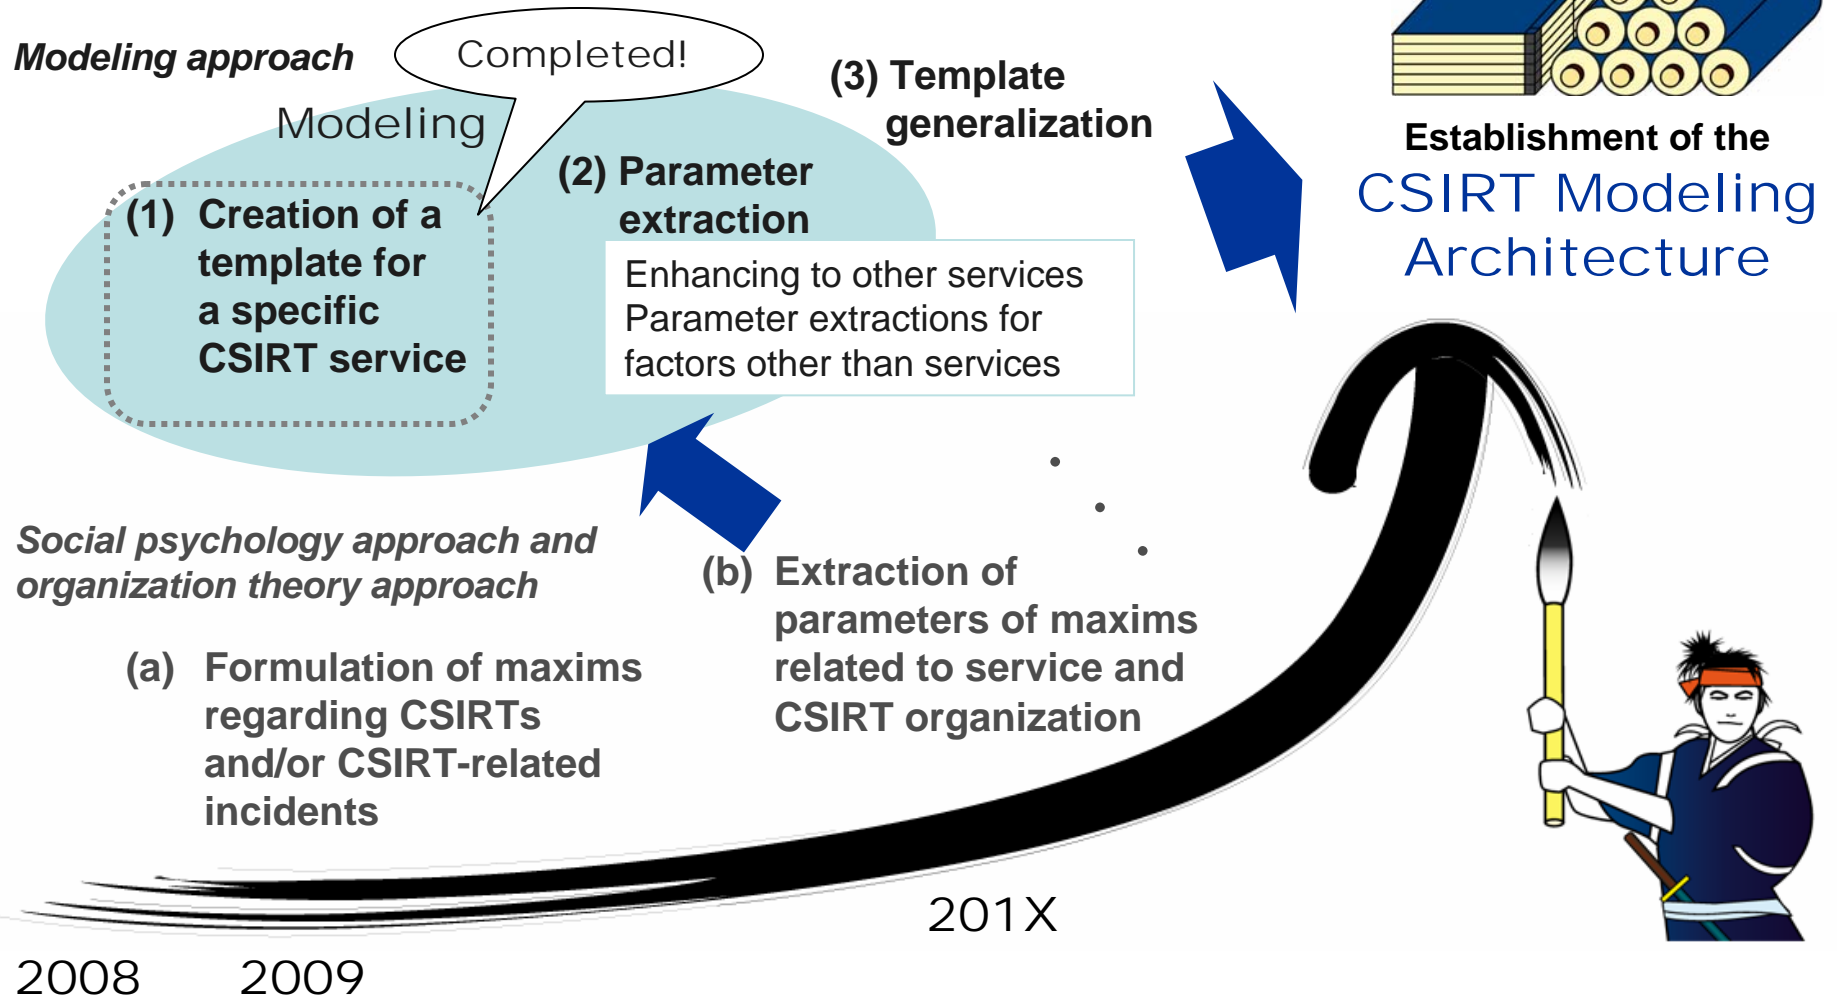 Modeling approach
Completed!
Modeling
(1) Creation of a
template for
a specific
CSIRT service
(2) Parameter
extraction
Enhancing to other services
Parameter extractions for
factors other than services
(3) Template
generalization
Establishment of the
CSIRT Modeling
Architecture
Social psychology approach and
organization theory approach
(a) Formulation of maxims
regarding CSIRTs
and/or CSIRT-related
incidents
(b) Extraction of
parameters of maxims
related to service and
CSIRT organization
2008
2009
201X